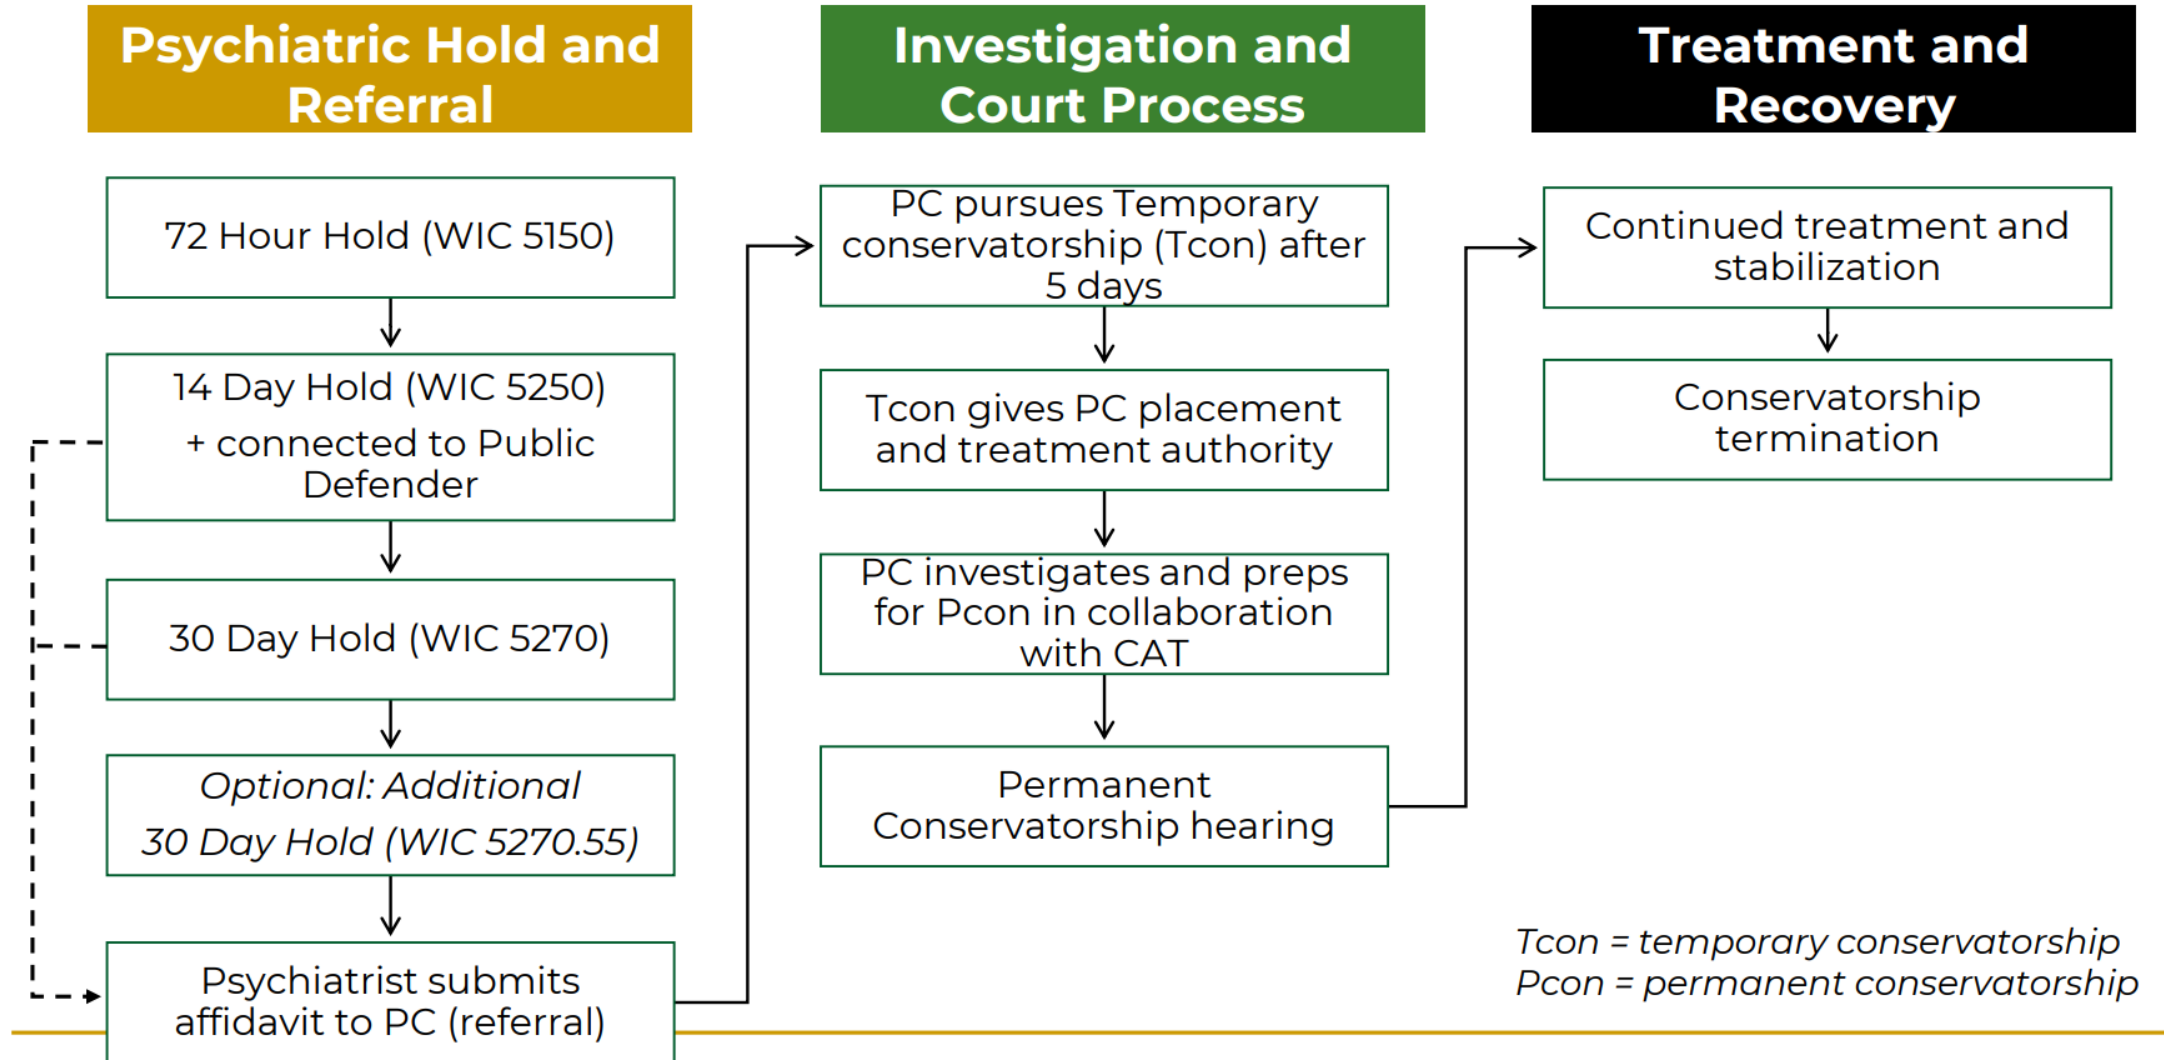 Psychiatric Hold and
Referral
72 Hour Hold (WIC 5150)
14 Day Hold (WIC 5250)
+ connected to Public
Defender
30 Day Hold (WIC 5270)
Optional: Additional
30 Day Hold (WIC 5270.55)
Psychiatrist submits
affidavit to PC (referral)
Investigation and
Court Process
PC pursues Temporary
conservatorship (Tcon) after
5 days
Tcon gives PC placement
and treatment authority
PC investigates and preps
for Pcon in collaboration
with CAT
Permanent
Conservatorship hearing
Treatment and
Recovery
Continued treatment and
stabilization
Conservatorship
termination
Tcon = temporary conservatorship
Pcon = permanent conservatorship